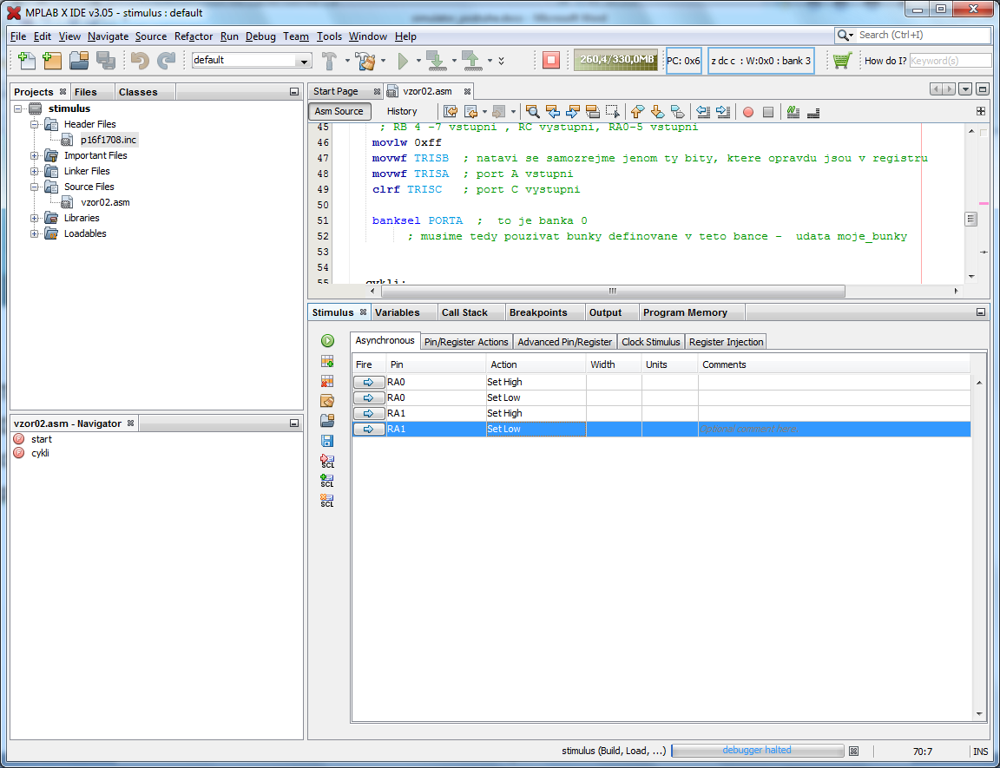 MPLAB X IDE v3.05 - stimulus : default
File Edit View Navigate Source Refactor Run Debug Team Tools Window Help
Search (Ctrl+I)
default
260,4/330,0MB
PC: 0x6
z dc c : W:0x0 : bank 3
How do I?
Keyword(s)
Projects
Files
Classes
stimulus
Header Files
p16f1708.inc
Important Files
Linker Files
Source Files
vzor02.asm
Libraries
Loadables
vzor02.asm - Navigator
start
cykli
Start Page
vzor02.asm
Asm Source
History
45 ; RB 4 -7 vstupni , RC vystupni, RA0-5 vstupni
46 movlw 0xff
47 movwf TRISB ; natavi se samozrejme jenom ty bity, ktere opravdu jsou v registru
48 movwf TRISA ; port A vstupni
49 clrf TRISC ; port C vystupni
50
51 banksel PORTA ; to je banka 0
52 ; musime tedy pouzivat bunky definovane v teto bance - udata moje_bunky
53
54
55 cykli:
Stimulus
Variables
Call Stack
Breakpoints
Output
Program Memory
SCL
SCL
SCL
Asynchronous
Pin/Register Actions
Advanced Pin/Register
Clock Stimulus
Register Injection
Fire Pin Action Width Units Comments
RA0 Set High
RA0 Set Low
RA1 Set High
RA1 Set Low Optional comment here
stimulus (Build, Load, ...)
debugger halted
70:7
INS